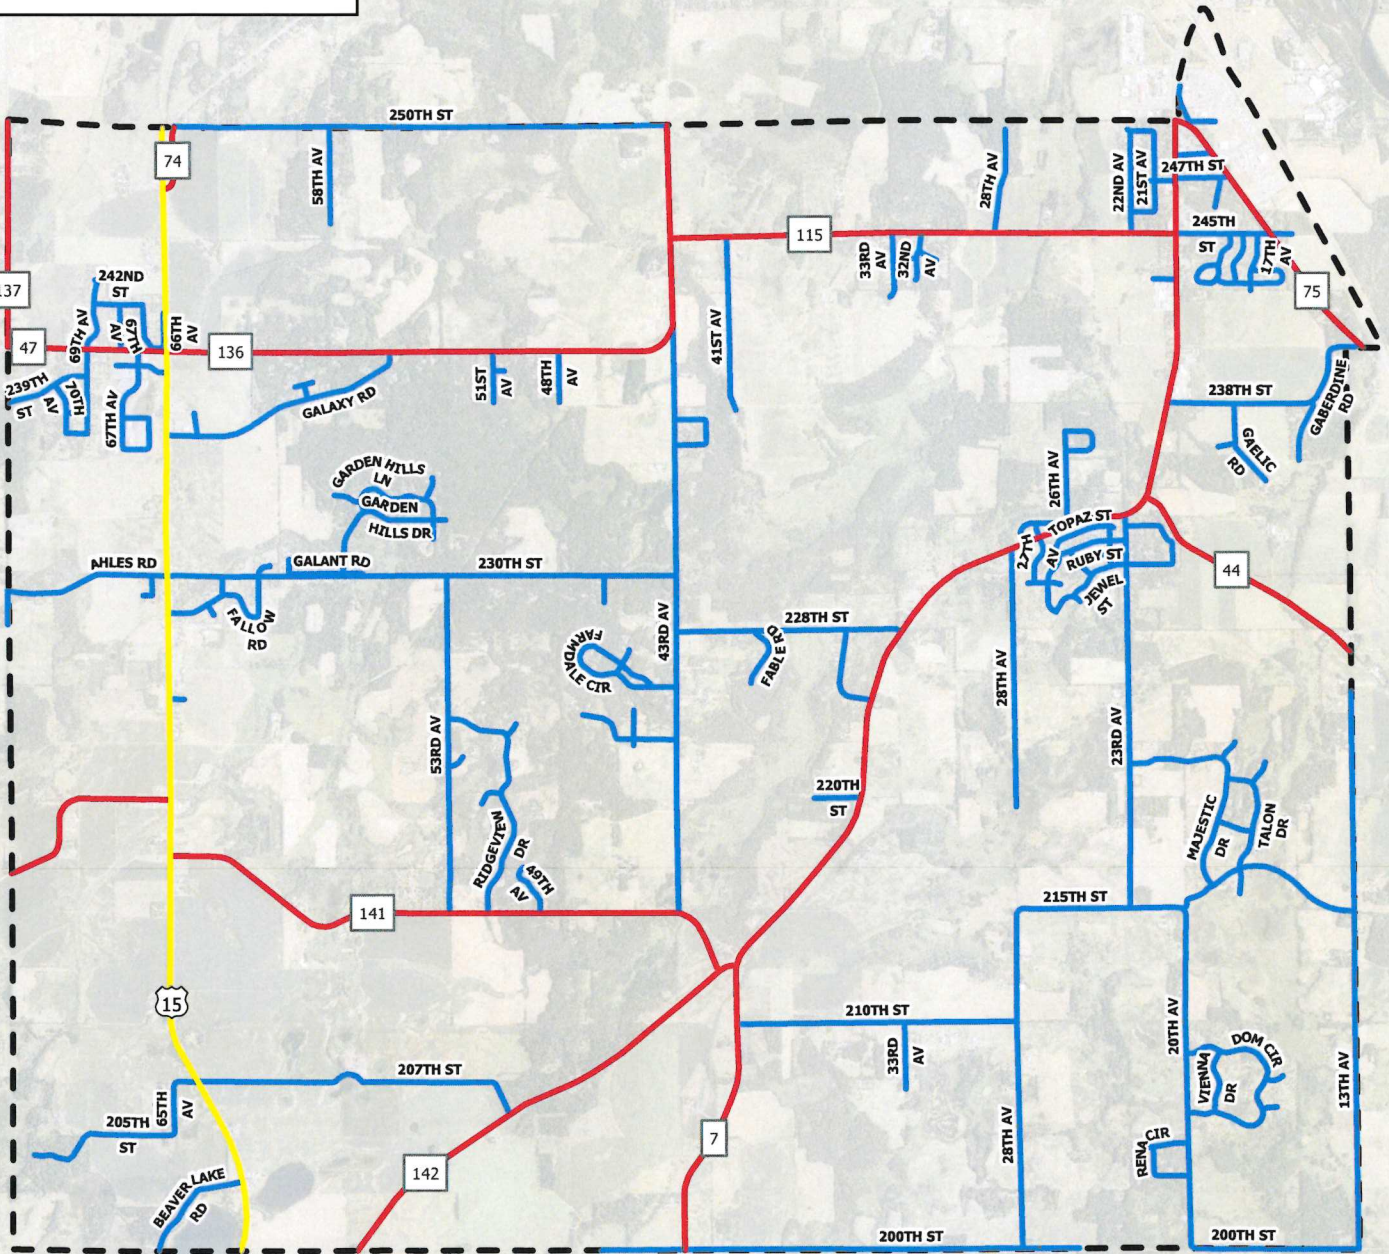 250TH ST
74
58TH AV
28TH AV
22ND AV
21ST AV
247TH ST
245TH
ST
17TH
AV
115
33RD
AV
32ND
AV
75
137
242ND
ST
69TH AV
67TH
AV
66TH
AV
47
136
41ST AV
239TH
ST
70TH
AV
67TH AV
GALAXY RD
51ST
AV
48TH
AV
238TH ST
GABERDINE
RD
GAELIC
RD
GARDEN HILLS
LN
GARDEN
HILLS DR
26TH AV
TOPAZ ST
27TH
AV
RUBY ST
JEWEL
ST
44
AHLES RD
GALANT RD
230TH ST
FALLOW
RD
43RD AV
228TH ST
FABLE RD
FARMDALE CIR
28TH AV
53RD AV
23RD AV
220TH
ST
RIDGEVIEW
DR
49TH
AV
MAJESTIC
DR
TALON
DR
215TH ST
141
15
210TH ST
33RD
AV
20TH AV
DOM CIR
VIENNA
DR
13TH AV
207TH ST
65TH
AV
205TH
ST
28TH AV
7
RENA CIR
142
BEAVER LAKE
RD
200TH ST
200TH ST